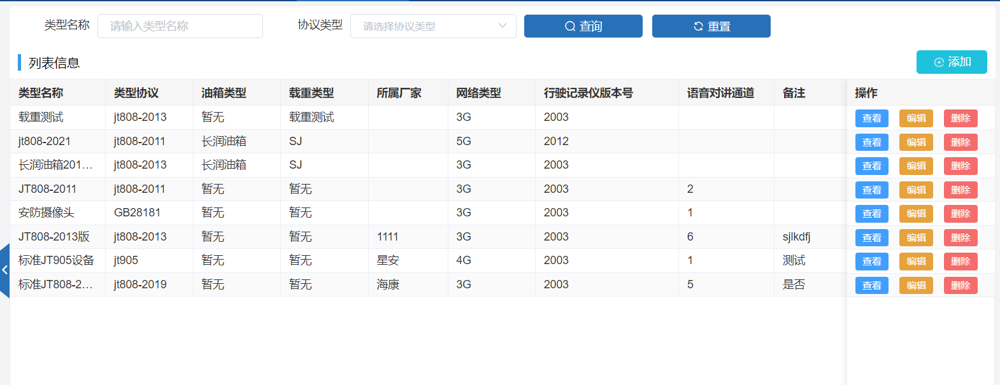 类型名称 请输入类型名称 协议类型 请选择协议类型 查询 重置
列表信息 添加
类型名称 类型协议 油箱类型 载重类型 所属厂家 网络类型 行驶记录仪版本号 语音对讲通道 备注 操作
载重测试 jt808-2013 暂无 载重测试 3G 2003 查看 编辑 删除
jt808-2021 jt808-2011 长润油箱 SJ 5G 2012 查看 编辑 删除
长润油箱201... jt808-2013 长润油箱 SJ 3G 2003 查看 编辑 删除
JT808-2011 jt808-2011 暂无 暂无 3G 2003 2 查看 编辑 删除
安防摄像头 GB28181 暂无 暂无 3G 2003 1 查看 编辑 删除
JT808-2013版 jt808-2013 暂无 暂无 1111 3G 2003 6 sjlkdfj 查看 编辑 删除
标准JT905设备 jt905 暂无 暂无 星安 4G 2003 1 测试 查看 编辑 删除
标准JT808-2... jt808-2019 暂无 暂无 海康 3G 2003 5 是否 查看 编辑 删除